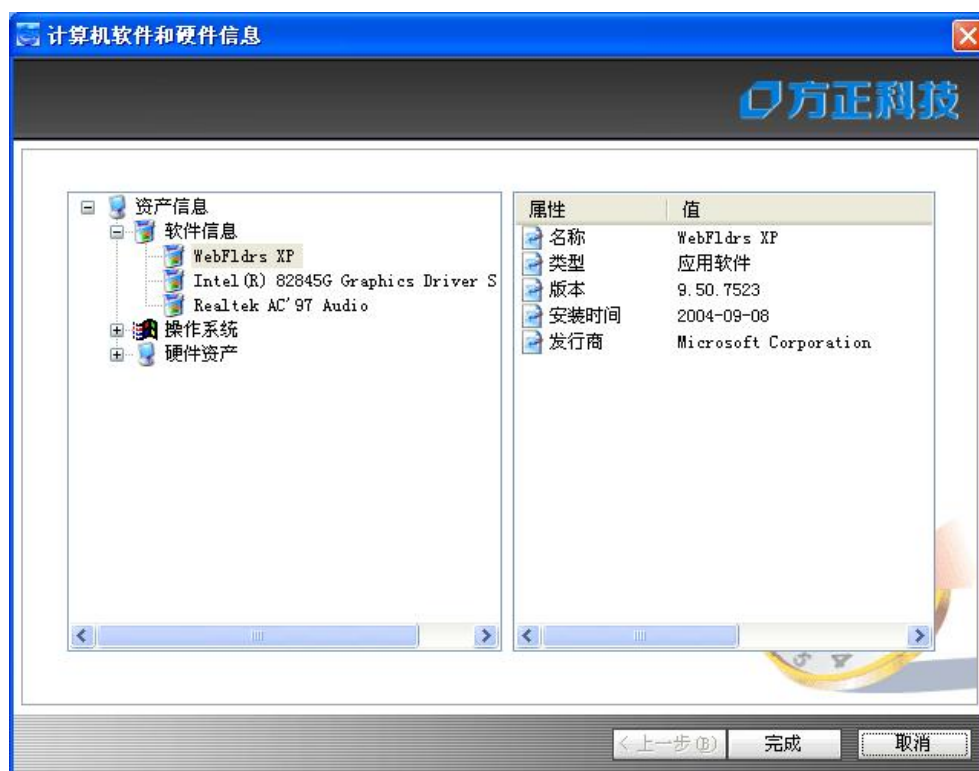 计算机软件和硬件信息
方正科技
资产信息
软件信息
WebFldrs XP
Intel(R) 82845G Graphics Driver S
Realtek AC'97 Audio
操作系统
硬件资产
属性 值
名称 WebFldrs XP
类型 应用软件
版本 9.50.7523
安装时间 2004-09-08
发行商 Microsoft Corporation
<上一步(B) 完成 取消